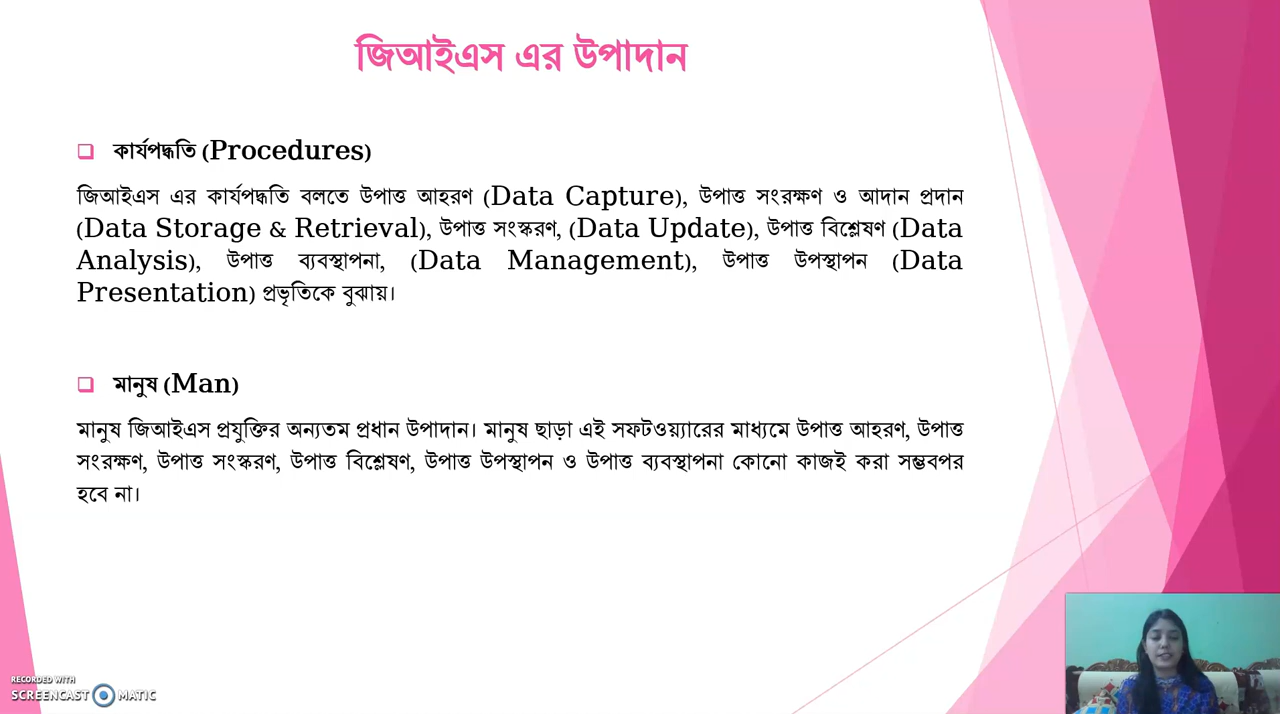 জিআইএস এর উপাদান
কার্যপদ্ধতি (Procedures)
জিআইএস এর কার্যপদ্ধতি বলতে উপাত্ত আহরণ (Data Capture), উপাত্ত সংরক্ষণ ও আদান প্রদান
(Data Storage & Retrieval), উপাত্ত সংস্করণ, (Data Update), উপাত্ত বিশ্লেষণ (Data
Analysis), উপাত্ত ব্যবস্থাপনা, (Data Management), উপাত্ত উপস্থাপন (Data
Presentation) প্রভৃতিকে বুঝায়।
মানুষ (Man)
মানুষ জিআইএস প্রযুক্তির অন্যতম প্রধান উপাদান। মানুষ ছাড়া এই সফটওয়্যারের মাধ্যমে উপাত্ত আহরণ, উপাত্ত
সংরক্ষণ, উপাত্ত সংস্করণ, উপাত্ত বিশ্লেষণ, উপাত্ত উপস্থাপন ও উপাত্ত ব্যবস্থাপনা কোনো কাজই করা সম্ভবপর
হবে না।
RECORDED WITH
SCREENCAST MATIC